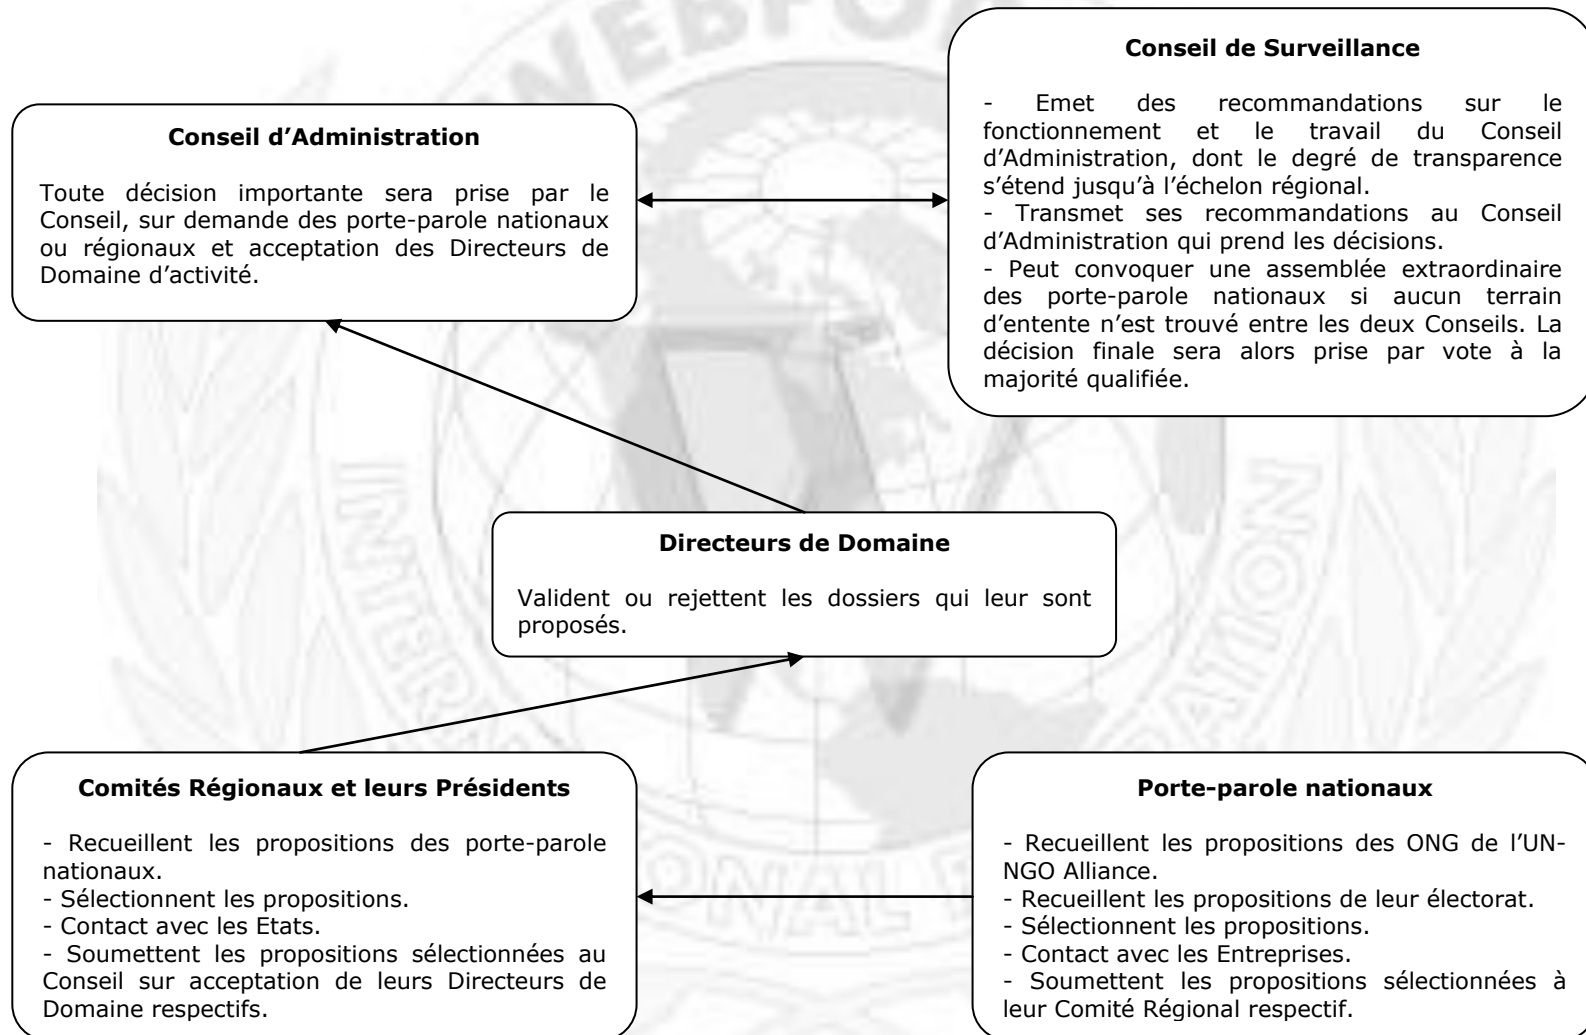 Conseil de Surveillance
- Emet des recommandations sur le
fonctionnement et le travail du Conseil
d’Administration, dont le degré de transparence
s’étend jusqu’à l’échelon régional.
- Transmet ses recommandations au Conseil
d’Administration qui prend les décisions.
- Peut convoquer une assemblée extraordinaire
des porte-parole nationaux si aucun terrain
d’entente n’est trouvé entre les deux Conseils. La
décision finale sera alors prise par vote à la
majorité qualifiée.
Conseil d’Administration
Toute décision importante sera prise par le
Conseil, sur demande des porte-parole nationaux
ou régionaux et acceptation des Directeurs de
Domaine d’activité.
Directeurs de Domaine
Valident ou rejettent les dossiers qui leur sont
proposés.
Comités Régionaux et leurs Présidents
- Recueillent les propositions des porte-parole
nationaux.
- Sélectionnent les propositions.
- Contact avec les Etats.
- Soumettent les propositions sélectionnées au
Conseil sur acceptation de leurs Directeurs de
Domaine respectifs.
Porte-parole nationaux
- Recueillent les propositions des ONG de l’UN-
NGO Alliance.
- Recueillent les propositions de leur électorat.
- Sélectionnent les propositions.
- Contact avec les Entreprises.
- Soumettent les propositions sélectionnées à
leur Comité Régional respectif.